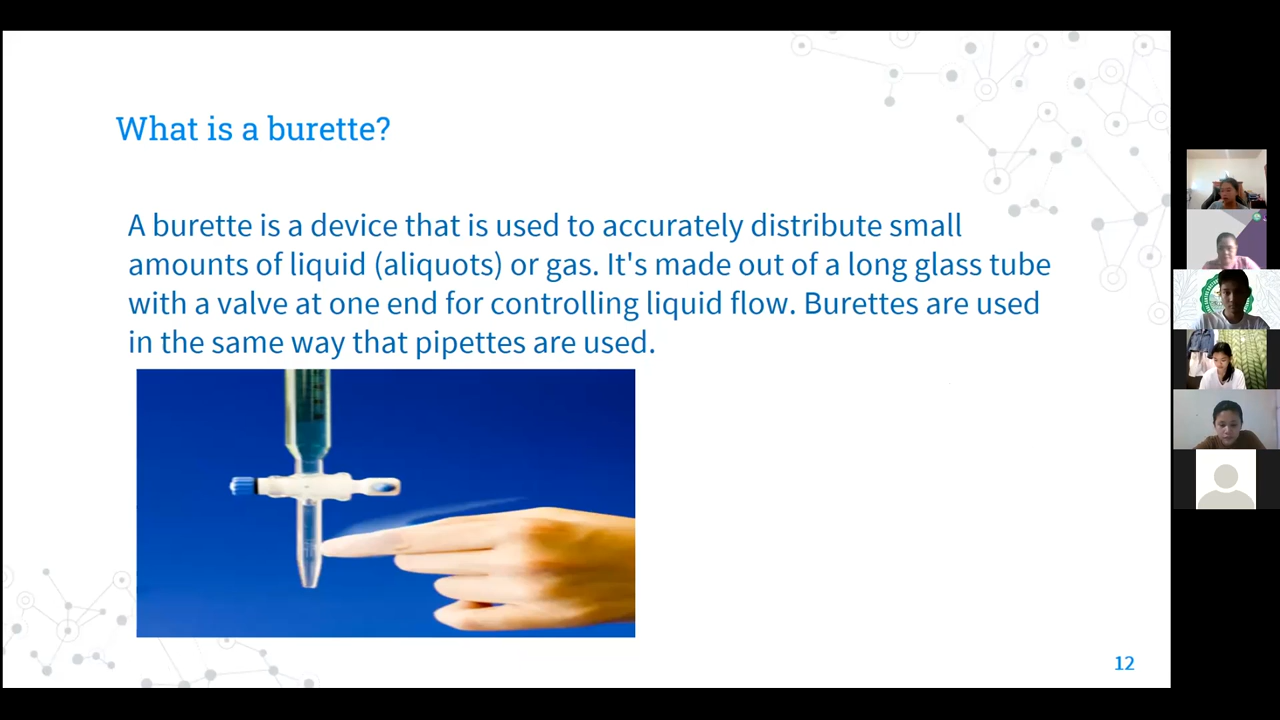 What is a burette?
A burette is a device that is used to accurately distribute small
amounts of liquid (aliquots) or gas. It's made out of a long glass tube
with a valve at one end for controlling liquid flow. Burettes are used
in the same way that pipettes are used.
12